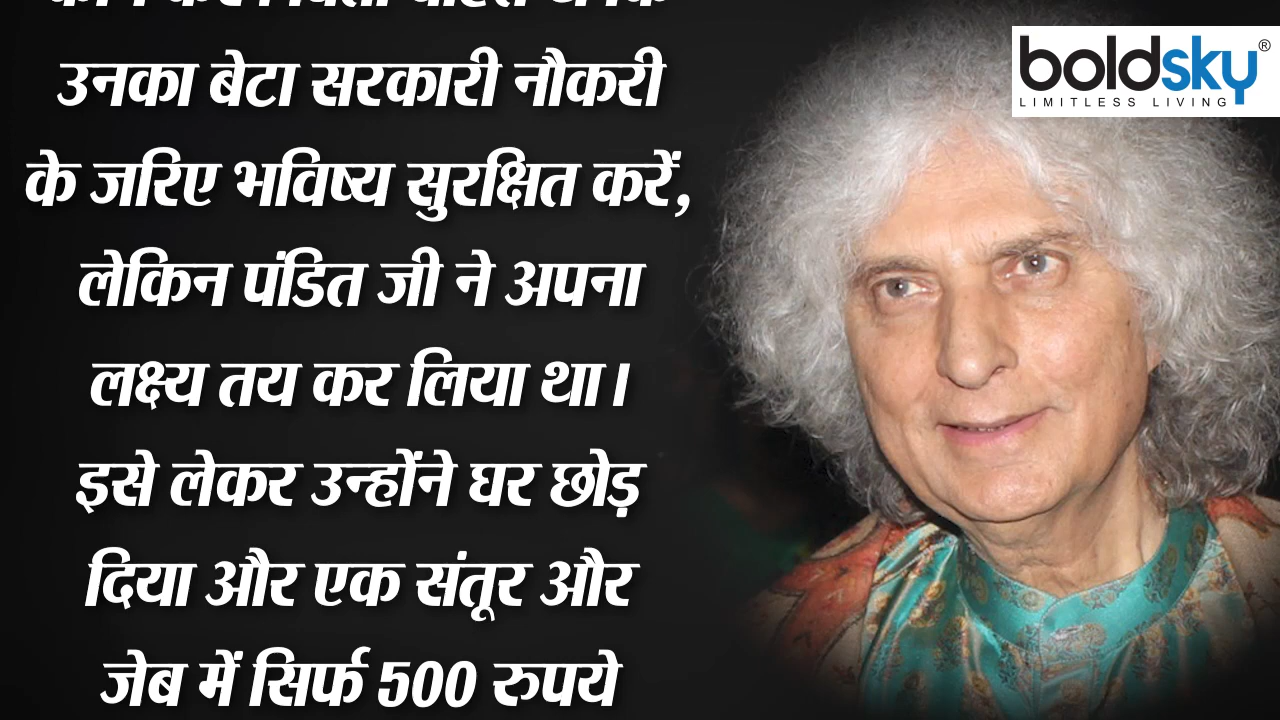 उनका बेटा सरकारी नौकरी
के जरिए भविष्य सुरक्षित करें,
लेकिन पंडित जी ने अपना
लक्ष्य तय कर लिया था।
इसे लेकर उन्होंने घर छोड़
दिया और एक संतूर और
जेब में सिर्फ 500 रुपये
boldsky®
LIMITLESS LIVING